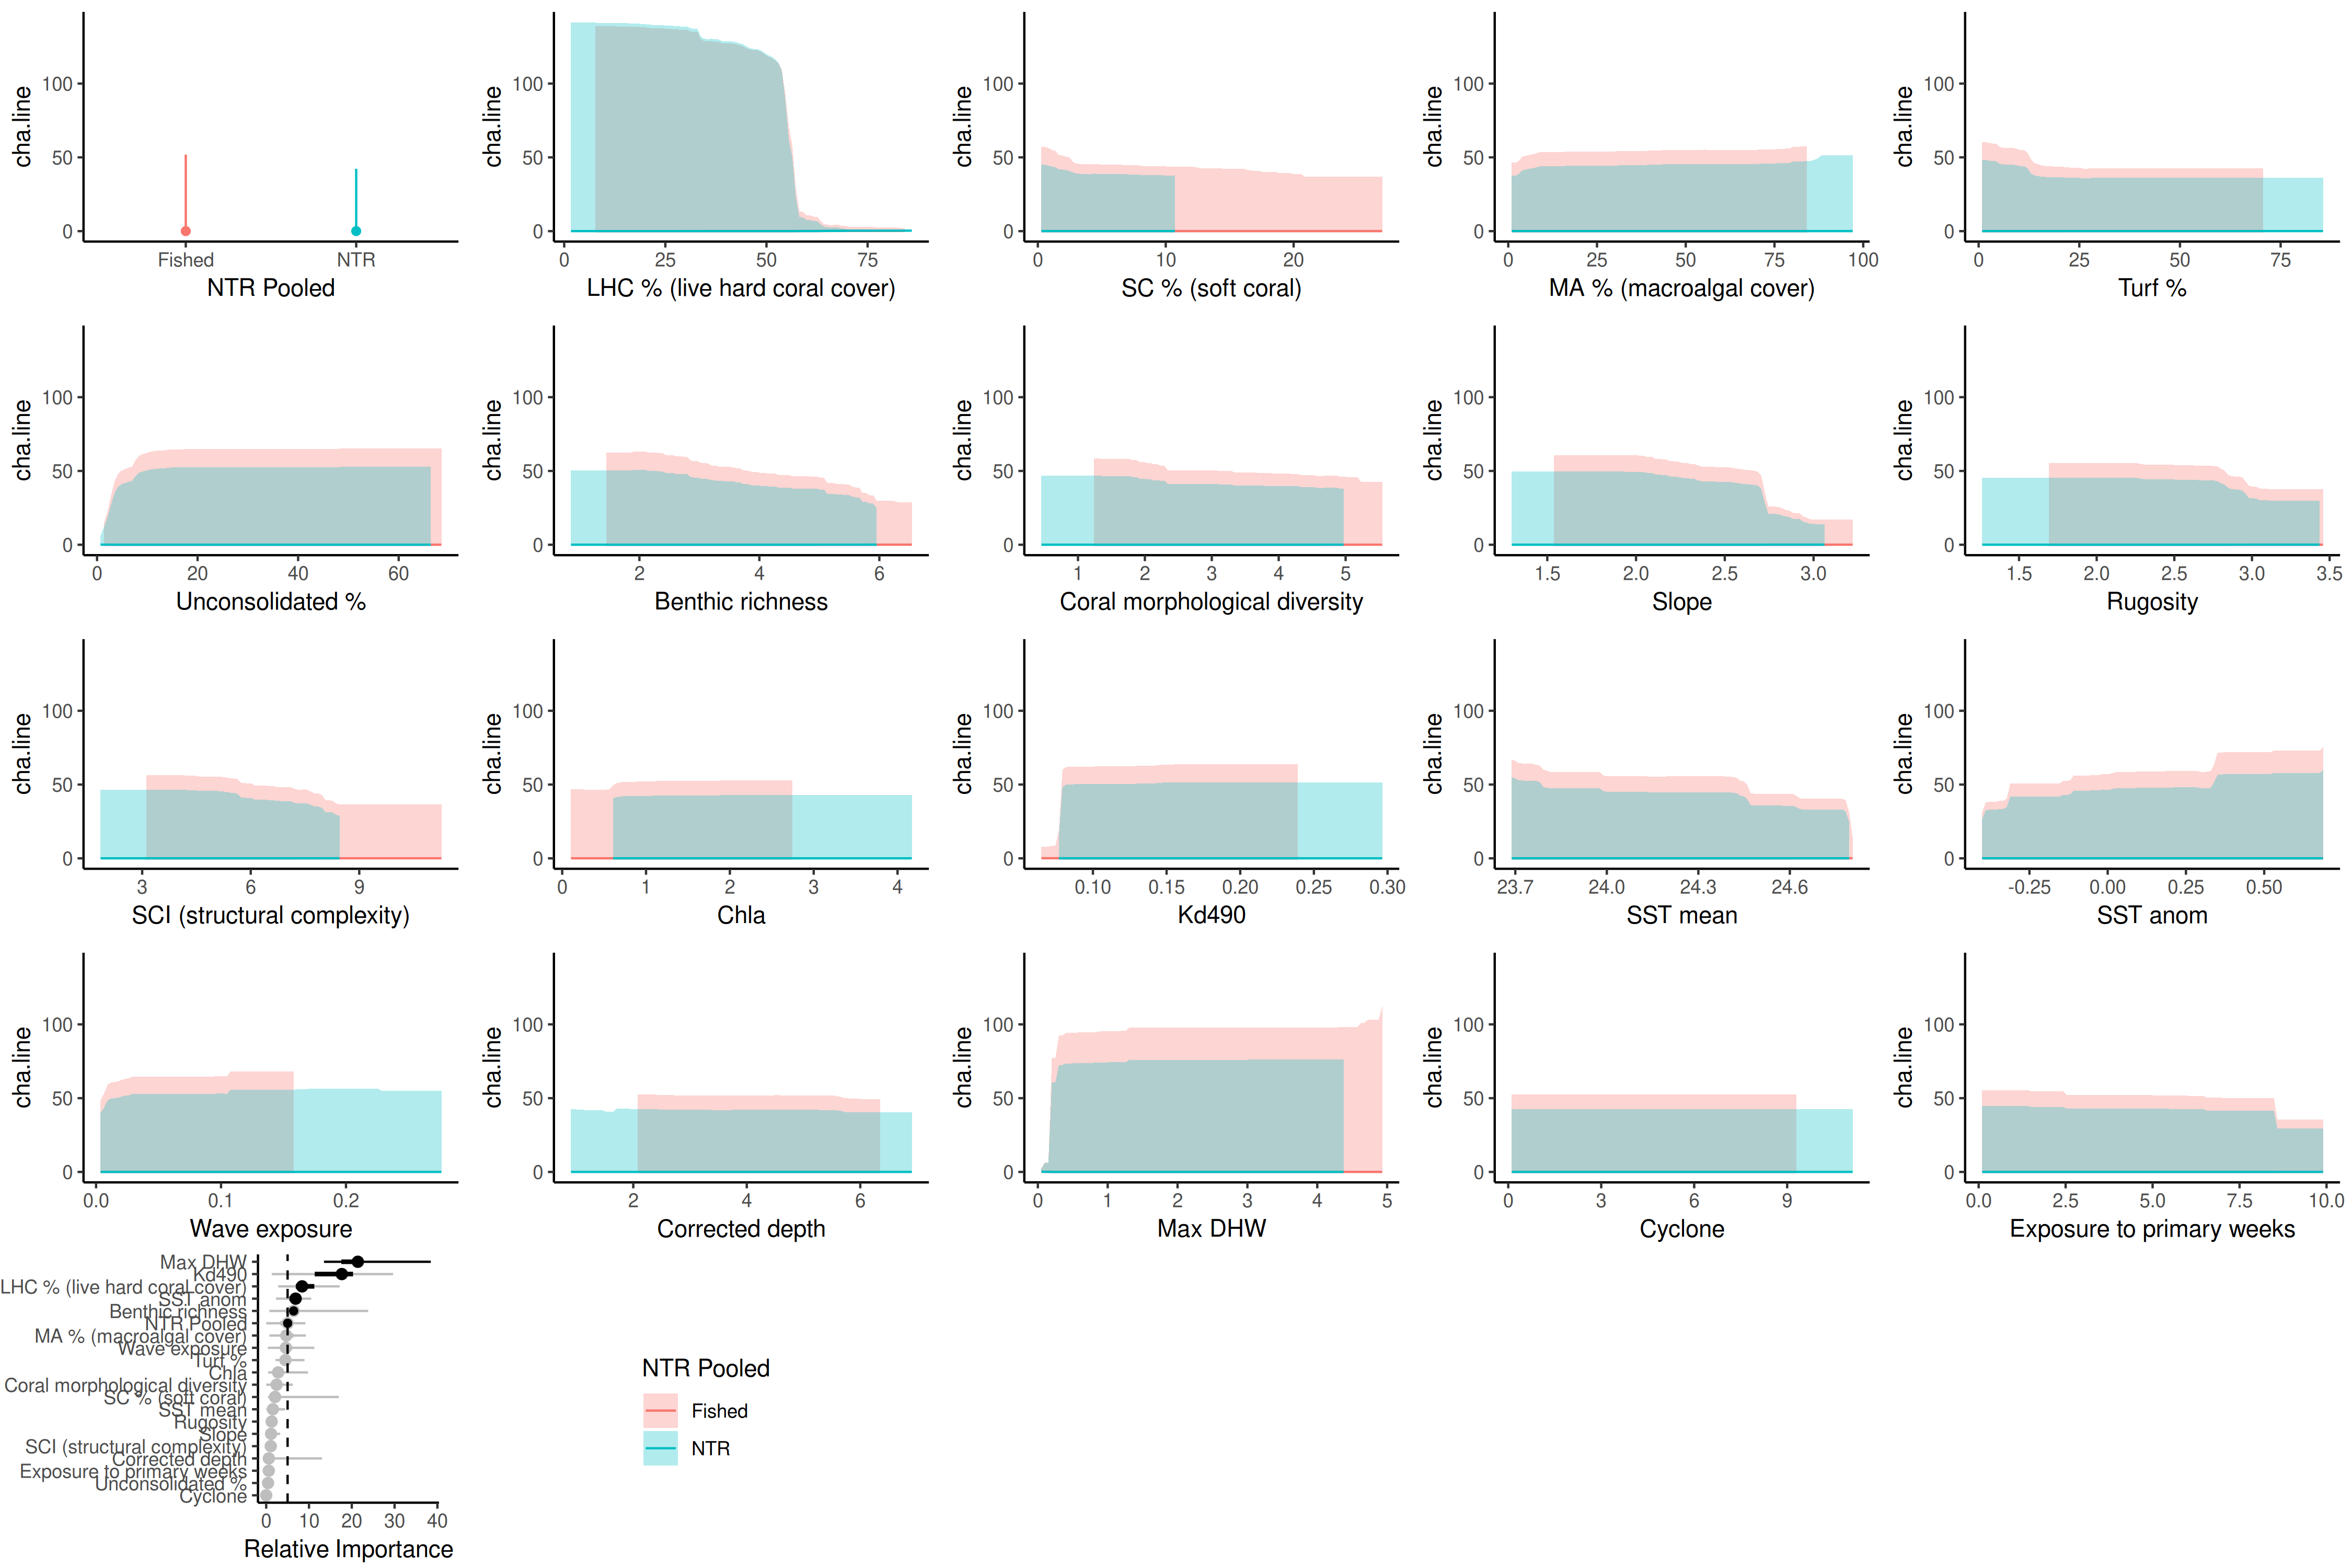 cha.line
100
50
0
Fished
NTR
NTR Pooled
cha.line
100
50
0
0
25
50
75
LHC % (live hard coral cover)
cha.line
100
50
0
0
10
20
SC % (soft coral)
cha.line
100
50
0
0
25
50
75
100
MA % (macroalgal cover)
cha.line
100
50
0
0
25
50
75
Turf %
cha.line
100
50
0
0
20
40
60
Unconsolidated %
cha.line
100
50
0
2
4
6
Benthic richness
cha.line
100
50
0
1
2
3
4
5
Coral morphological diversity
cha.line
100
50
0
1.5
2.0
2.5
3.0
Slope
cha.line
100
50
0
1.5
2.0
2.5
3.0
3.5
Rugosity
cha.line
100
50
0
3
6
9
SCI (structural complexity)
cha.line
100
50
0
0
1
2
3
4
Chla
cha.line
100
50
0
0.10
0.15
0.20
0.25
0.30
Kd490
cha.line
100
50
0
23.7
24.0
24.3
24.6
SST mean
cha.line
100
50
0
-0.25
0.00
0.25
0.50
SST anom
cha.line
100
50
0
0.0
0.1
0.2
Wave exposure
cha.line
100
50
0
2
4
6
Corrected depth
cha.line
100
50
0
0
1
2
3
4
5
Max DHW
cha.line
100
50
0
0
3
6
9
Cyclone
cha.line
100
50
0
0.0
2.5
5.0
7.5
10.0
Exposure to primary weeks
Max DHW
Kd490
LHC % (live hard coral cover)
SST anom
Benthic richness
NTR Pooled
MA % (macroalgal cover)
Wave exposure
Turf %
Chla
Coral morphological diversity
SC % (soft coral)
SST mean
Rugosity
Slope
SCI (structural complexity)
Corrected depth
Exposure to primary weeks
Unconsolidated %
Cyclone
0
10
20
30
40
Relative Importance
NTR Pooled
Fished
NTR